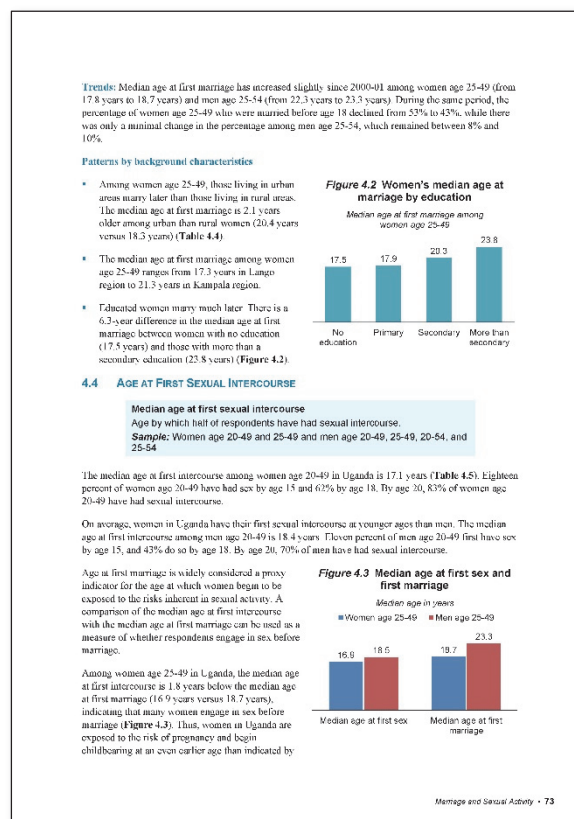 Trends: Median age at first marriage has increased slightly since 2000-01 among women age 25-49 (from
17.8 years to 18.7 years) and men age 25-54 (from 22.3 years to 23.3 years). During the same period, the
percentage of women age 25-49 who were married before age 18 declined from 53% to 43%, while there
was only a minimal change in the percentage among men age 25-54, which remained between 8% and
10%.
Patterns by background characteristics
▪ Among women age 25-49, those living in urban
areas marry later than those living in rural areas.
The median age at first marriage is 2.1 years
older among urban than rural women (20.4 years
versus 18.3 years) (Table 4.4).
▪ The median age at first marriage among women
age 25-49 ranges from 17.3 years in Lango
region to 21.3 years in Kampala region.
▪ Educated women marry much later. There is a
6.3-year difference in the median age at first
marriage between women with no education
(17.5 years) and those with more than a
secondary education (23.8 years) (Figure 4.2).
Figure 4.2 Women's median age at
marriage by education
Median age at first marriage among
women age 25-49
17.5 17.9 20.3 23.8
No education Primary Secondary More than secondary
4.4 AGE AT FIRST SEXUAL INTERCOURSE
Median age at first sexual intercourse
Age by which half of respondents have had sexual intercourse.
Sample: Women age 20-49 and 25-49 and men age 20-49, 25-49, 20-54, and
25-54
The median age at first intercourse among women age 20-49 in Uganda is 17.1 years (Table 4.5). Eighteen
percent of women age 20-49 have had sex by age 15 and 62% by age 18. By age 20, 83% of women age
20-49 have had sexual intercourse.
On average, women in Uganda have their first sexual intercourse at younger ages than men. The median
age at first intercourse among men age 20-49 is 18.4 years. Eleven percent of men age 20-49 first have sex
by age 15, and 43% do so by age 18. By age 20, 70% of men have had sexual intercourse.
Age at first marriage is widely considered a proxy
indicator for the age at which women begin to be
exposed to the risks inherent in sexual activity. A
comparison of the median age at first intercourse
with the median age at first marriage can be used as a
measure of whether respondents engage in sex before
marriage.
Among women age 25-49 in Uganda, the median age
at first intercourse is 1.8 years below the median age
at first marriage (16.9 years versus 18.7 years),
indicating that many women engage in sex before
marriage (Figure 4.3). Thus, women in Uganda are
exposed to the risk of pregnancy and begin
childbearing at an even earlier age than indicated by
Figure 4.3 Median age at first sex and
first marriage
Median age in years
Women age 25-49 Men age 25-49
16.9 18.5 18.7 23.3
Median age at first sex Median age at first marriage
Marriage and Sexual Activity • 73